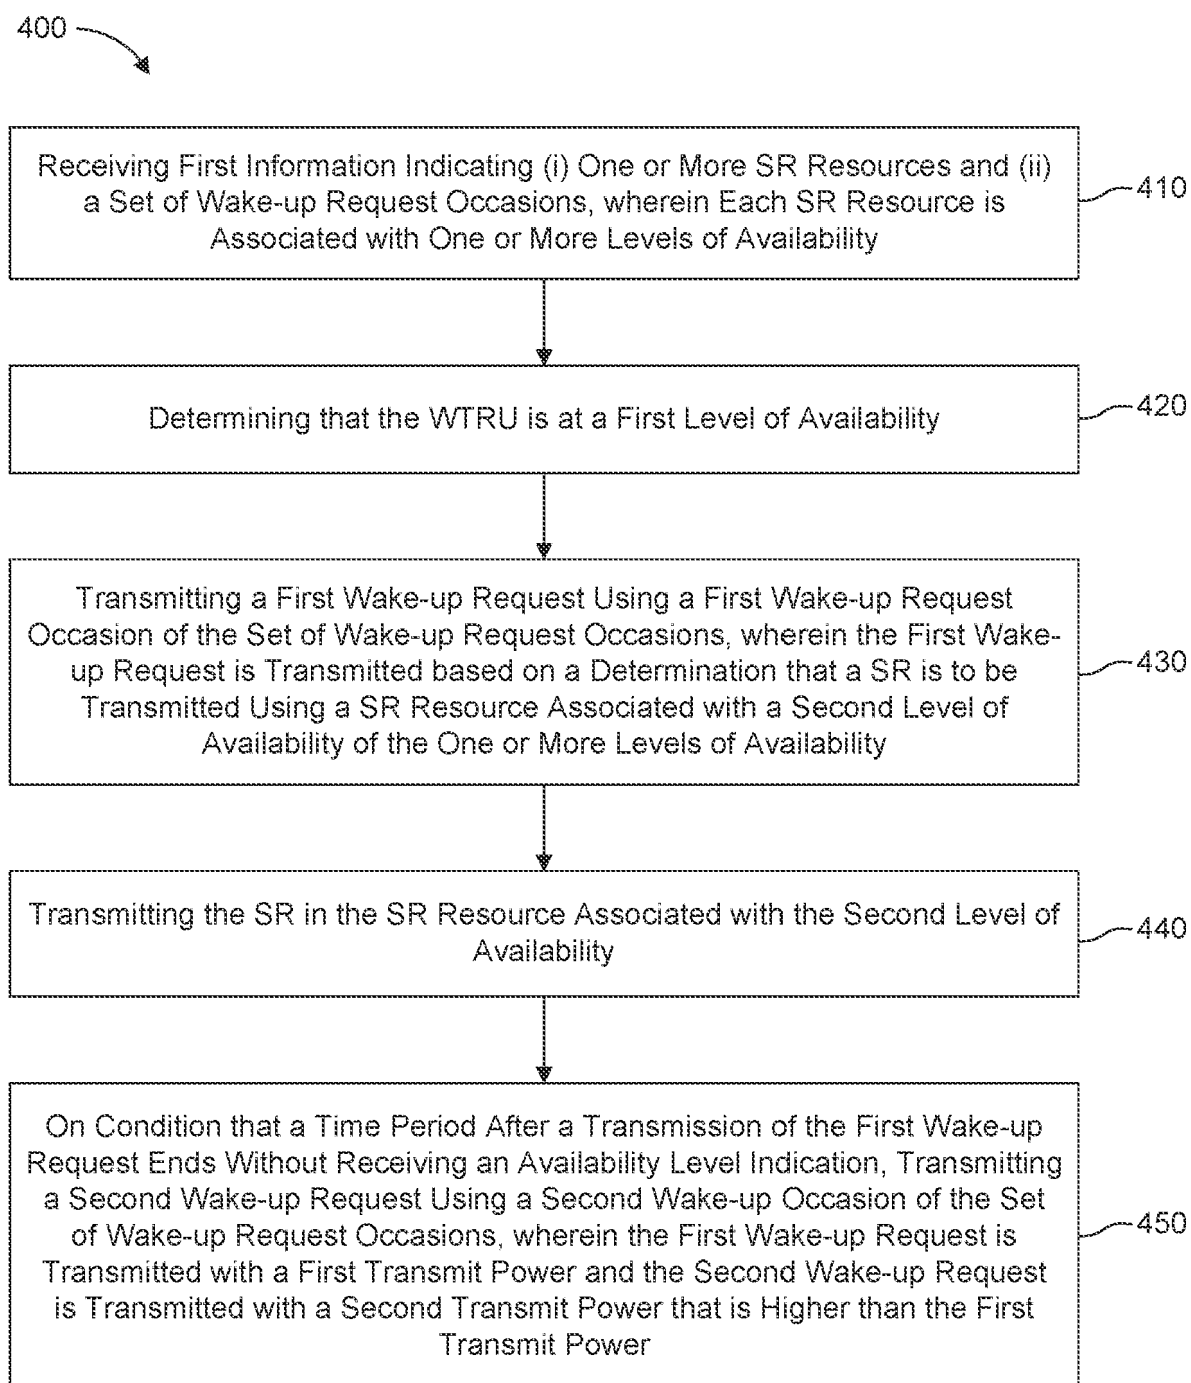 400
Receiving First Information Indicating (i) One or More SR Resources and (ii)
a Set of Wake-up Request Occasions, wherein Each SR Resource is
Associated with One or More Levels of Availability
410
Determining that the WTRU is at a First Level of Availability
420
Transmitting a First Wake-up Request Using a First Wake-up Request
Occasion of the Set of Wake-up Request Occasions, wherein the First Wake-
up Request is Transmitted based on a Determination that a SR is to be
Transmitted Using a SR Resource Associated with a Second Level of
Availability of the One or More Levels of Availability
430
Transmitting the SR in the SR Resource Associated with the Second Level of
Availability
440
On Condition that a Time Period After a Transmission of the First Wake-up
Request Ends Without Receiving an Availability Level Indication, Transmitting
a Second Wake-up Request Using a Second Wake-up Occasion of the Set
of Wake-up Request Occasions, wherein the First Wake-up Request is
Transmitted with a First Transmit Power and the Second Wake-up Request
is Transmitted with a Second Transmit Power that is Higher than the First
Transmit Power
450